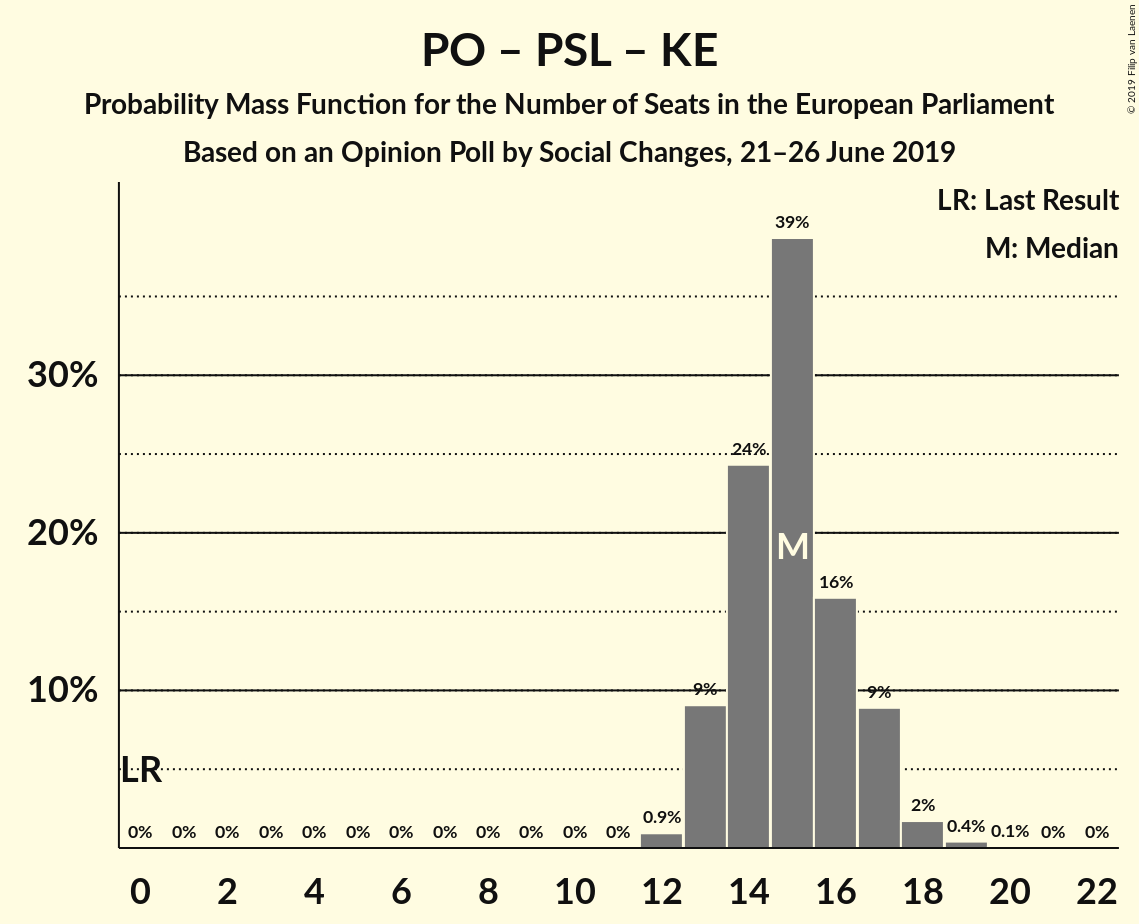 PO – PSL – KE
Probability Mass Function for the Number of Seats in the European Parliament
Based on an Opinion Poll by Social Changes, 21–26 June 2019
© 2019 Filip van Laenen
LR: Last Result
M: Median
39%
30%
24%
20%
M
16%
10%
9%
9%
LR
2%
0% 0% 0% 0% 0% 0% 0% 0% 0% 0% 0% 0% 0.9% 0.4% 0.1% 0% 0%
0 2 4 6 8 10 12 14 16 18 20 22